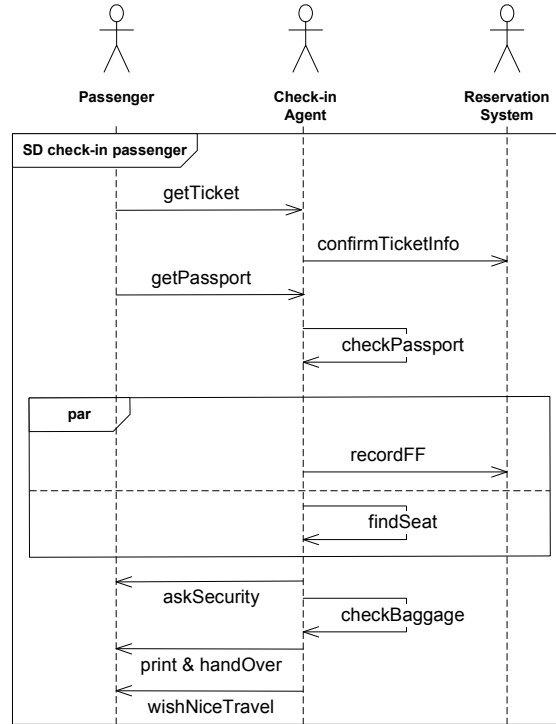 Passenger
Check-in
Agent
Reservation
System
SD check-in passenger
getTicket
confirmTicketInfo
getPassport
checkPassport
par
recordFF
findSeat
askSecurity
checkBaggage
print & handOver
wishNiceTravel